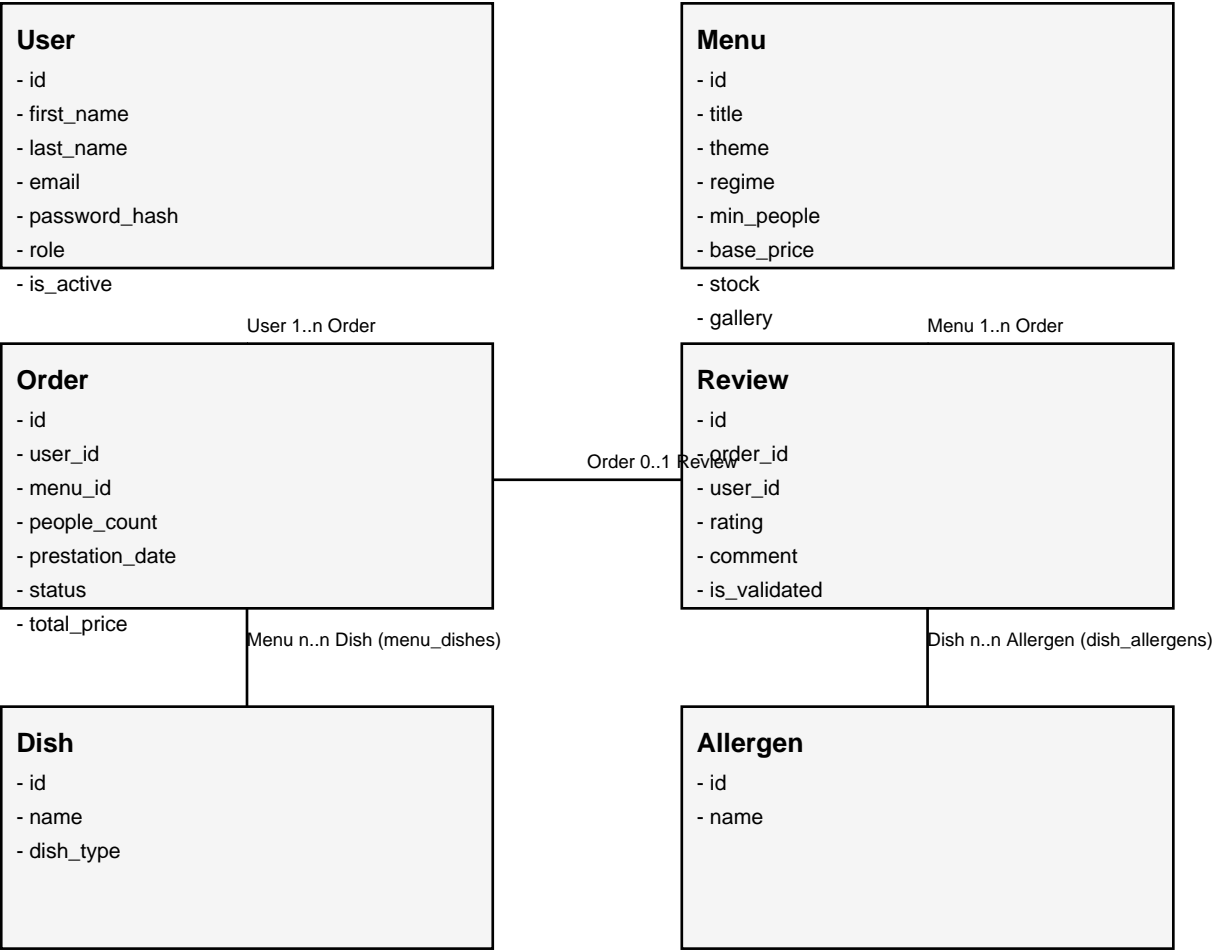 User
- id
- first_name
- last_name
- email
- password_hash
- role
- is_active
Menu
- id
- title
- theme
- regime
- min_people
- base_price
- stock
- gallery
User 1..n Order
Menu 1..n Order
Order
- id
- user_id
- menu_id
- people_count
- prestation_date
- status
- total_price
Order 0..1 Review
Review
- id
- order_id
- user_id
- rating
- comment
- is_validated
Menu n..n Dish (menu_dishes)
Dish n..n Allergen (dish_allergens)
Dish
- id
- name
- dish_type
Allergen
- id
- name